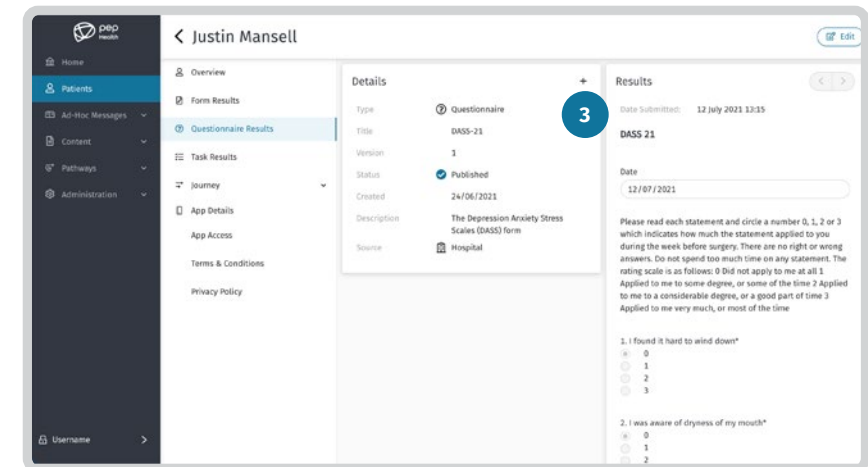 pep
Health
Justin Mansell
Edit
Home
Patients
Ad-Hoc Messages
Content
Pathways
Administration
Username
Overview
Form Results
Questionnaire Results
Task Results
Journey
App Details
App Access
Terms & Conditions
Privacy Policy
Details
+
Type Questionnaire
Title DASS-21
Version 1
Status Published
Created 24/06/2021
Description The Depression Anxiety Stress
Scales (DASS) form
Source Hospital
3
Results
Date Submitted: 12 July 2021 13:15
DASS 21
Date
12/07/2021
Please read each statement and circle a number 0, 1, 2 or 3
which indicates how much the statement applied to you
during the week before surgery. There are no right or wrong
answers. Do not spend too much time on any statement. The
rating scale is as follows: 0 Did not apply to me at all 1
Applied to me to some degree, or some of the time 2 Applied
to me to a considerable degree, or a good part of time 3
Applied to me very much, or most of the time
1. I found it hard to wind down*
0
1
2
3
2. I was aware of dryness of my mouth*
0
1
2